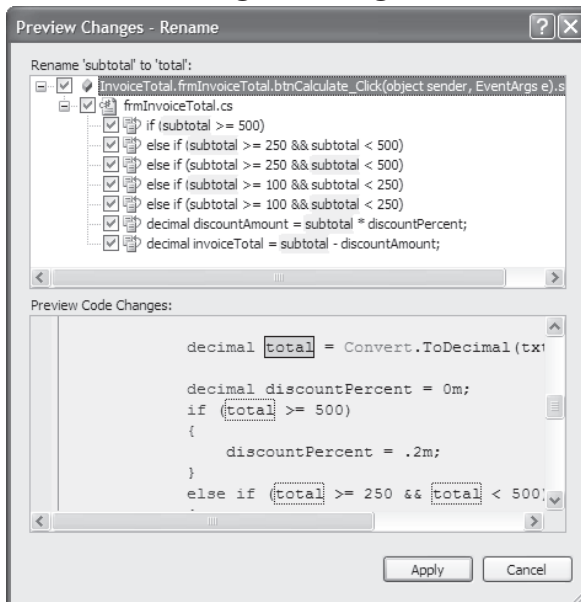 Preview Changes - Rename
Rename 'subtotal' to 'total':
InvoiceTotal.frmInvoiceTotal.btnCalculate_Click(object sender, EventArgs e).s
frmInvoiceTotal.cs
if (subtotal >= 500)
else if (subtotal >= 250 && subtotal < 500)
else if (subtotal >= 250 && subtotal < 500)
else if (subtotal >= 100 && subtotal < 250)
else if (subtotal >= 100 && subtotal < 250)
decimal discountAmount = subtotal * discountPercent;
decimal invoiceTotal = subtotal - discountAmount;
Preview Code Changes:
decimal total = Convert.ToDecimal(txt
decimal discountPercent = 0m;
if (total >= 500)
{
discountPercent = .2m;
}
else if (total >= 250 && total < 500)
Apply Cancel